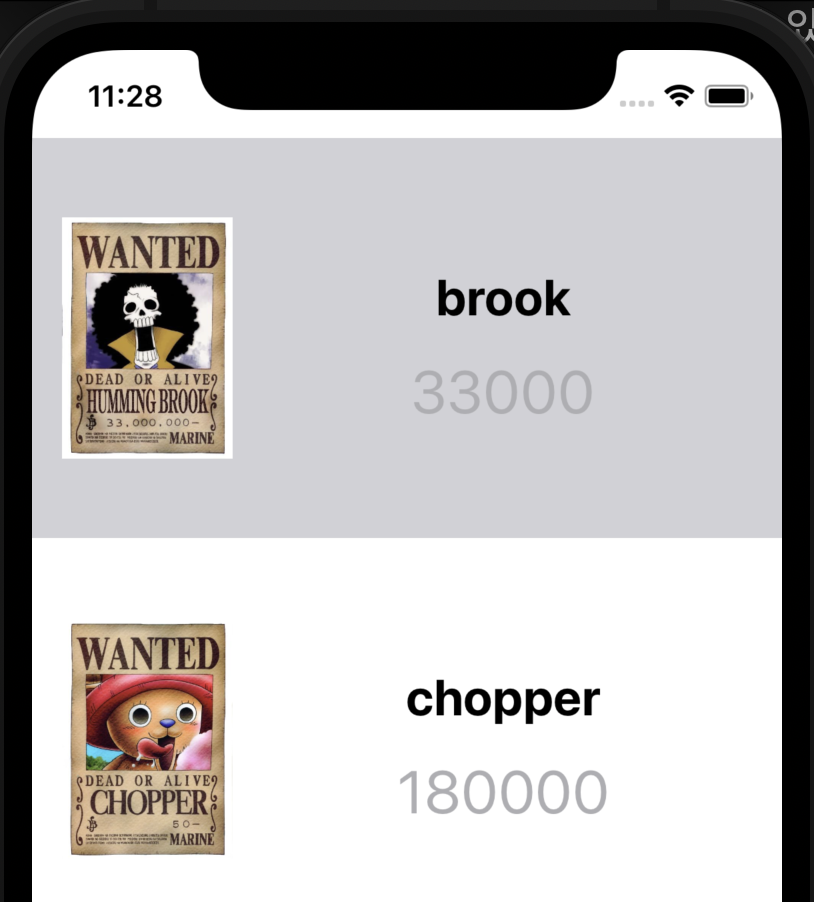 있
11:28
WANTED
DEAD OR ALIVE
HUMMING BROOK
33,000,000-
MARINE
brook
33000
WANTED
DEAD OR ALIVE
CHOPPER
50-
MARINE
chopper
180000